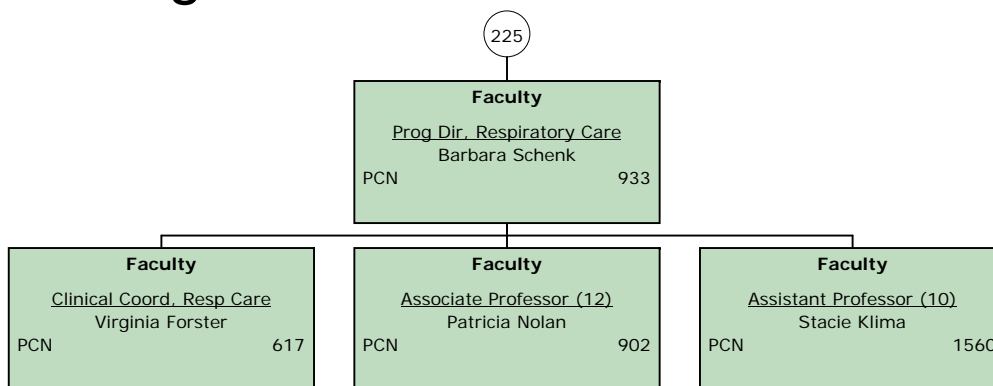 225
Faculty
Prog Dir, Respiratory Care
Barbara Schenk
PCN 933
Faculty
Clinical Coord, Resp Care
Virginia Forster
PCN 617
Faculty
Associate Professor (12)
Patricia Nolan
PCN 902
Faculty
Assistant Professor (10)
Stacie Klima
PCN 1560